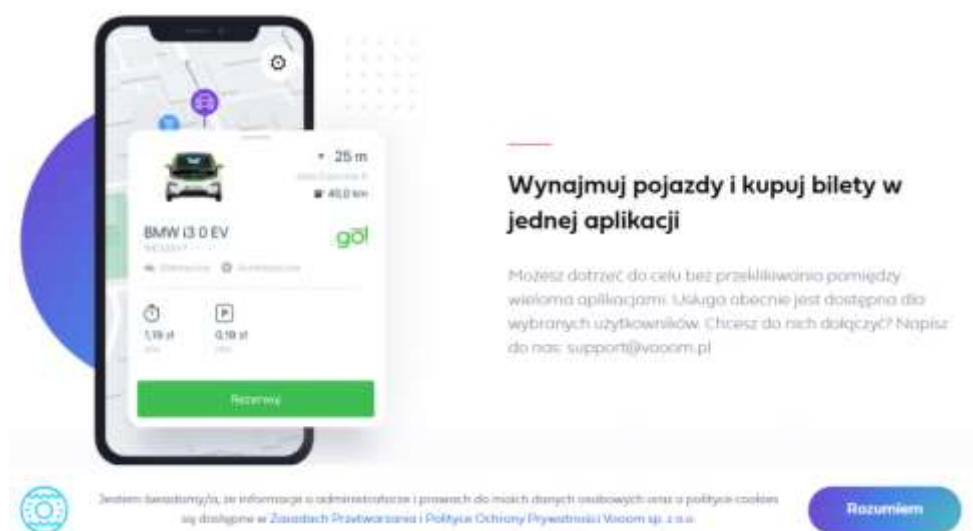 25 m
40,0 km
BMW i3 0 EV
gol
P
1,19 zł
0,19 zł
Rezerwuj
Wynajmuj pojazdy i kupuj bilety w
jednej aplikacji
Możesz dotrzeć do celu bez przeklikiwania pomiędzy
wieloma aplikacjami. Usługa obecnie jest dostępna dla
wybranych użytkowników. Chcesz do nich dołączyć? Napisz
do nas: support@vooom.pl
Jestem świadomy/a, że informacje o administratorze i prawach do moich danych osobowych oraz o polityce cookies
są dostępne w Zasadach Przetwarzania i Polityce Ochrony Prywatności Vooom sp. z o.o.
Rozumiem